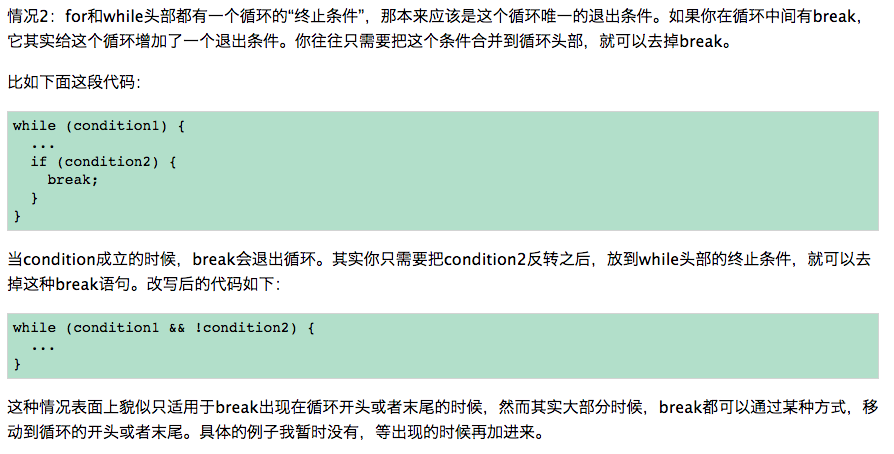 情况2：for和while头部都有一个循环的“终止条件”，那本来应该是这个循环唯一的退出条件。如果你在循环中间有break，
它其实给这个循环增加了一个退出条件。你往往只需要把这个条件合并到循环头部，就可以去掉break。
比如下面这段代码：
while (condition1) {
  ...
  if (condition2) {
    break;
  }
}
当condition成立的时候，break会退出循环。其实你只需要把condition2反转之后，放到while头部的终止条件，就可以去
掉这种break语句。改写后的代码如下：
while (condition1 && !condition2) {
  ...
}
这种情况表面上貌似只适用于break出现在循环开头或者末尾的时候，然而其实大部分时候，break都可以通过某种方式，移
动到循环的开头或者末尾。具体的例子我暂时没有，等出现的时候再加进来。